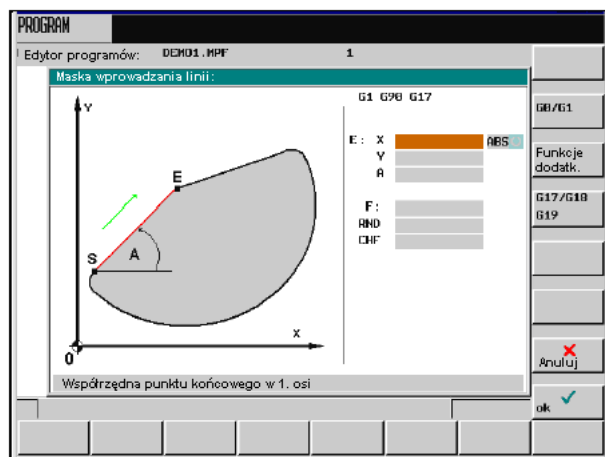 PROGRAM
Edytor programów: DEMO1.MPF 1
Maska wprowadzania linii:
G1 G90 G17
Y
E
S
A
X
0
E: X ABS
Y
A
F:
RND
CHF
Współrzędna punktu końcowego w 1. osi
G0/G1
Funkcje
dodatk.
G17/G18
G19
Anuluj
ok